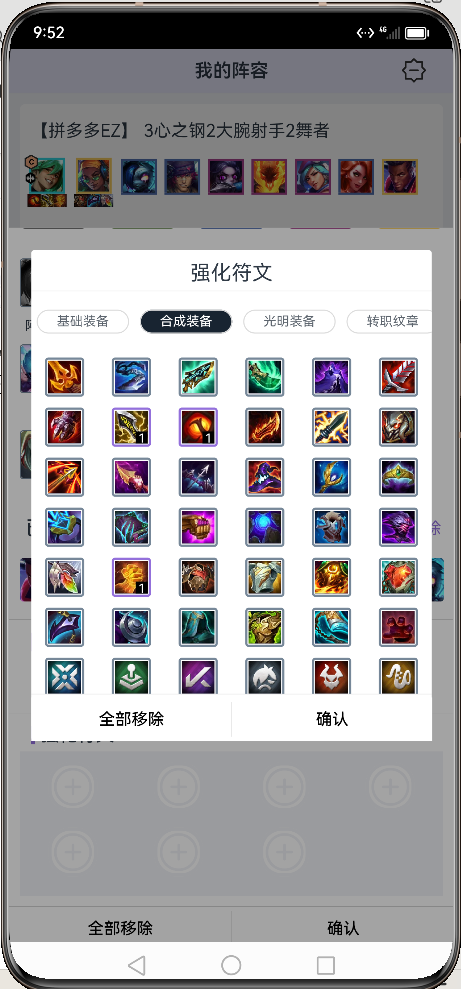 9:52
4G
我的阵容
【拼多多EZ】 3心之钢2大腕射手2舞者
强化符文
基础装备 合成装备 光明装备 转职纹章
1 1
1
除
全部移除 确认
全部移除 确认